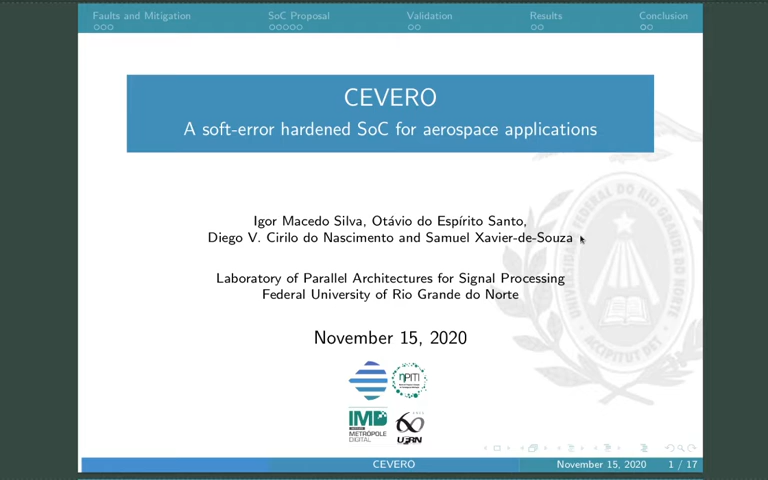 Faults and Mitigation SoC Proposal Validation Results Conclusion
CEVERO
A soft-error hardened SoC for aerospace applications
Igor Macedo Silva, Otávio do Espírito Santo,
Diego V. Cirilo do Nascimento and Samuel Xavier-de-Souza
Laboratory of Parallel Architectures for Signal Processing
Federal University of Rio Grande do Norte
November 15, 2020
nPITI
IMD
METROPOLE
DIGITAL
UFRN
CEVERO November 15, 2020 1 / 17